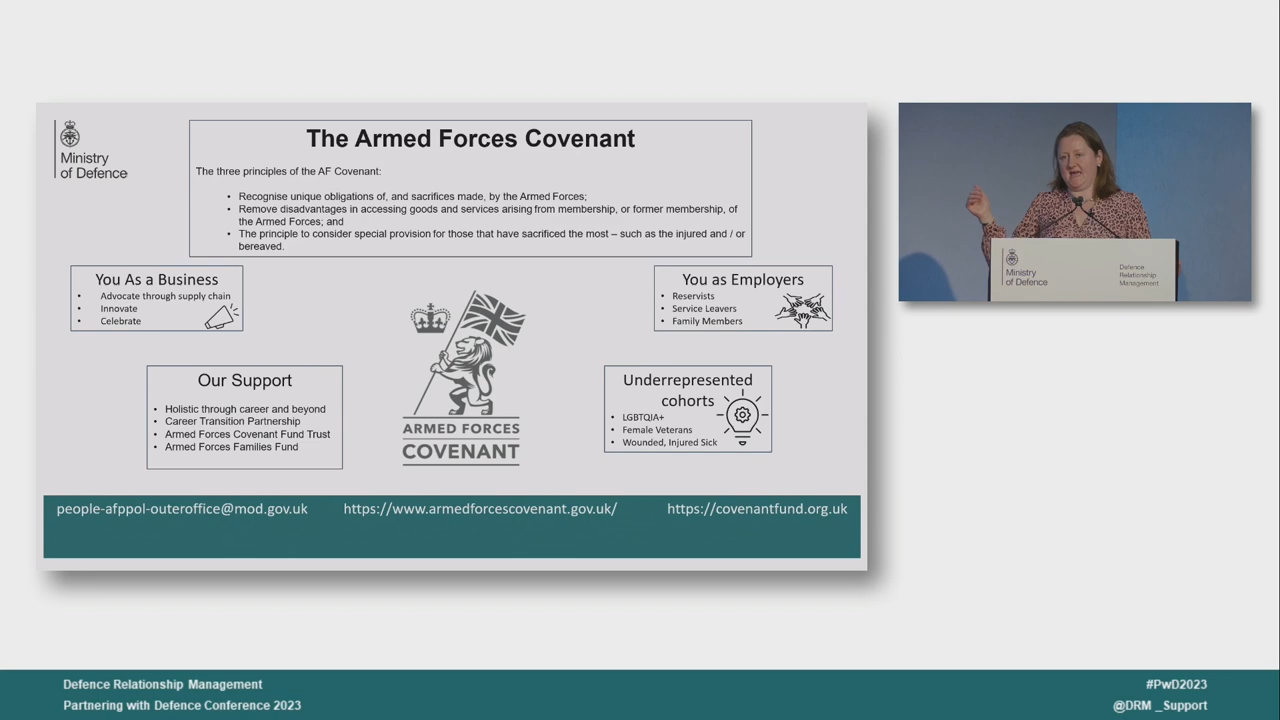 Ministry
of Defence
The Armed Forces Covenant
The three principles of the AF Covenant:
• Recognise unique obligations of, and sacrifices made, by the Armed Forces;
• Remove disadvantages in accessing goods and services arising from membership, or former membership, of
the Armed Forces; and
• The principle to consider special provision for those that have sacrificed the most – such as the injured and / or
bereaved.
You As a Business
• Advocate through supply chain
• Innovate
• Celebrate
You as Employers
• Reservists
• Service Leavers
• Family Members
Our Support
• Holistic through career and beyond
• Career Transition Partnership
• Armed Forces Covenant Fund Trust
• Armed Forces Families Fund
ARMED FORCES
COVENANT
Underrepresented
cohorts
• LGBTQIA+
• Female Veterans
• Wounded, Injured Sick
people-afppol-outeroffice@mod.gov.uk
https://www.armedforcescovenant.gov.uk/
https://covenantfund.org.uk
Ministry
of Defence
Defence
Relationship
Management
Defence Relationship Management
Partnering with Defence Conference 2023
#PwD2023
@DRM _Support